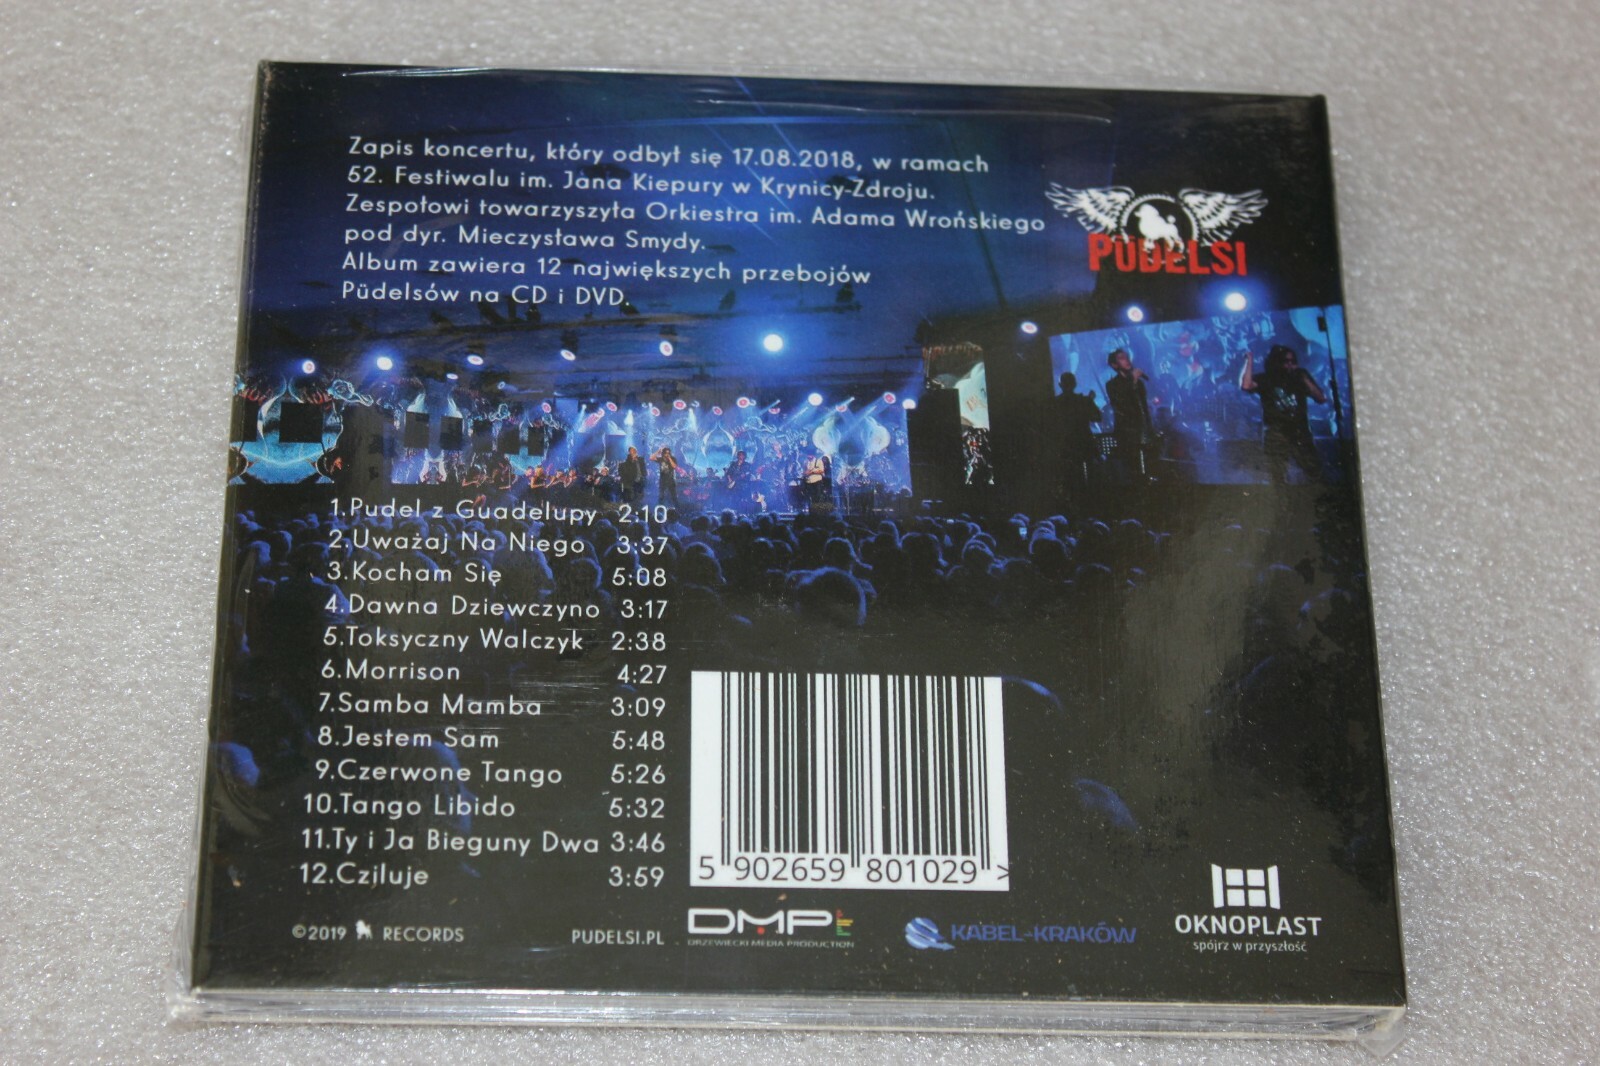 Zapis koncertu, który odbył się 17.08.2018, w ramach
52. Festiwalu im. Jana Kiepury w Krynicy-Zdroju.
Zespołowi towarzyszyła Orkiestra im. Adama Wrońskiego
pod dyr. Mieczysława Smydy.
Album zawiera 12 największych przebojów
Püdelsów na CD i DVD.
PÜDELSI
1.Pudel z Guadelupy 2:10
2.Uważaj Na Niego 3:37
3.Kocham Się 5:08
4.Dawna Dziewczyno 3:17
5.Toksyczny Walczyk 2:38
6.Morrison 4:27
7.Samba Mamba 3:09
8.Jestem Sam 5:48
9.Czerwone Tango 5:26
10.Tango Libido 5:32
11.Ty i Ja Bieguny Dwa 3:46
12.Cziluje 3:59
5 902659 801029 >
©2019 RECORDS
PUDELSI.PL
DMP
DRZEWIECKI MEDIA PRODUCTION
KABEL-KRAKÓW
OKNOPLAST
spójrz w przyszłość